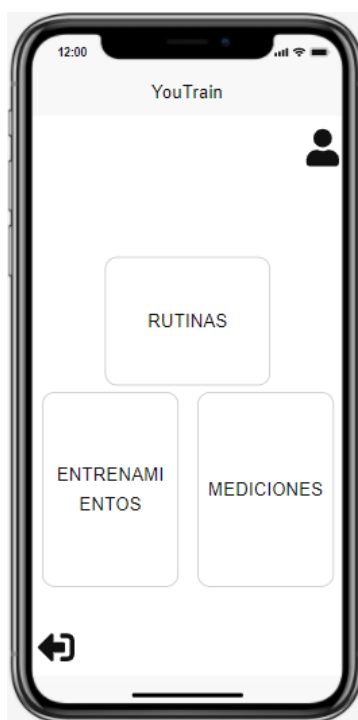 12:00
YouTrain
RUTINAS
ENTRENAMI
ENTOS
MEDICIONES